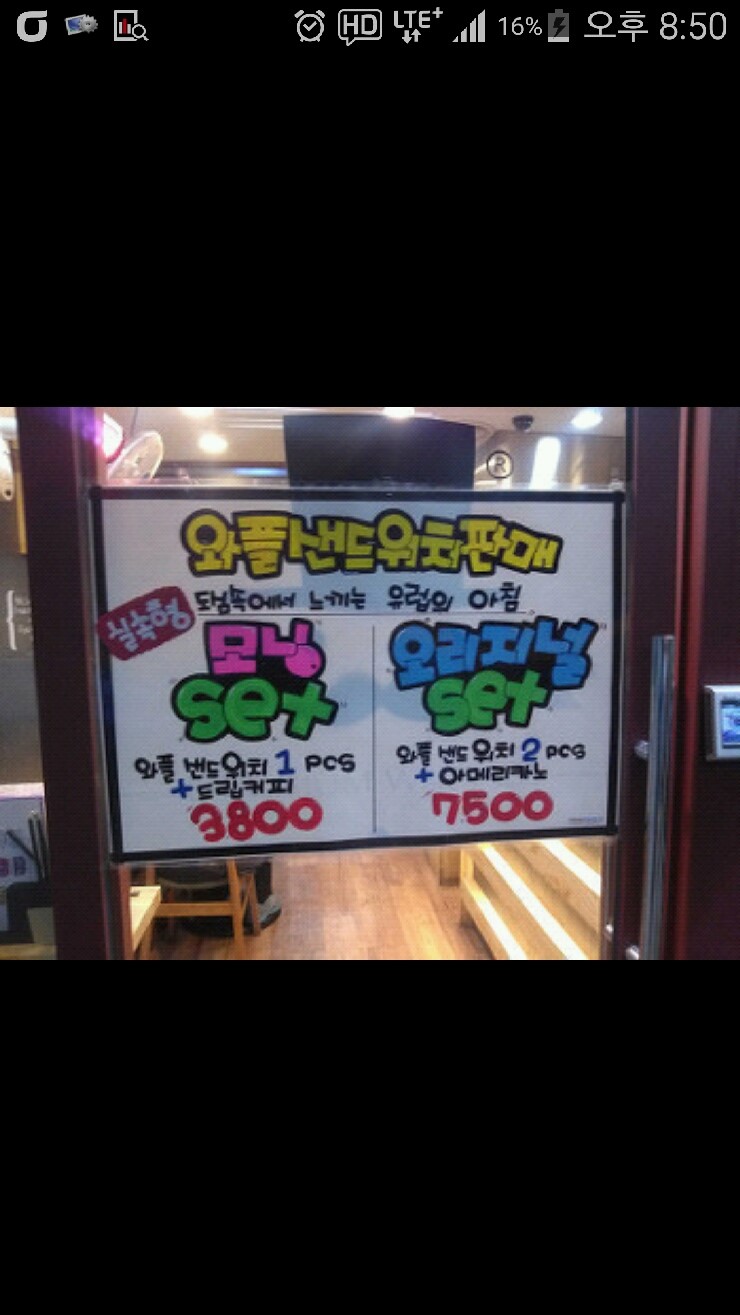 HD LTE+ 16% 오후 8:50
R
와플샌드위치판매
도심속에서 느끼는 유럽의 아침
실속형
모닝
set
와플 샌드위치 1 PCS
+드립커피
3800
오리지널
set
와플 샌드위치 2 PCS
+아메리카노
7500